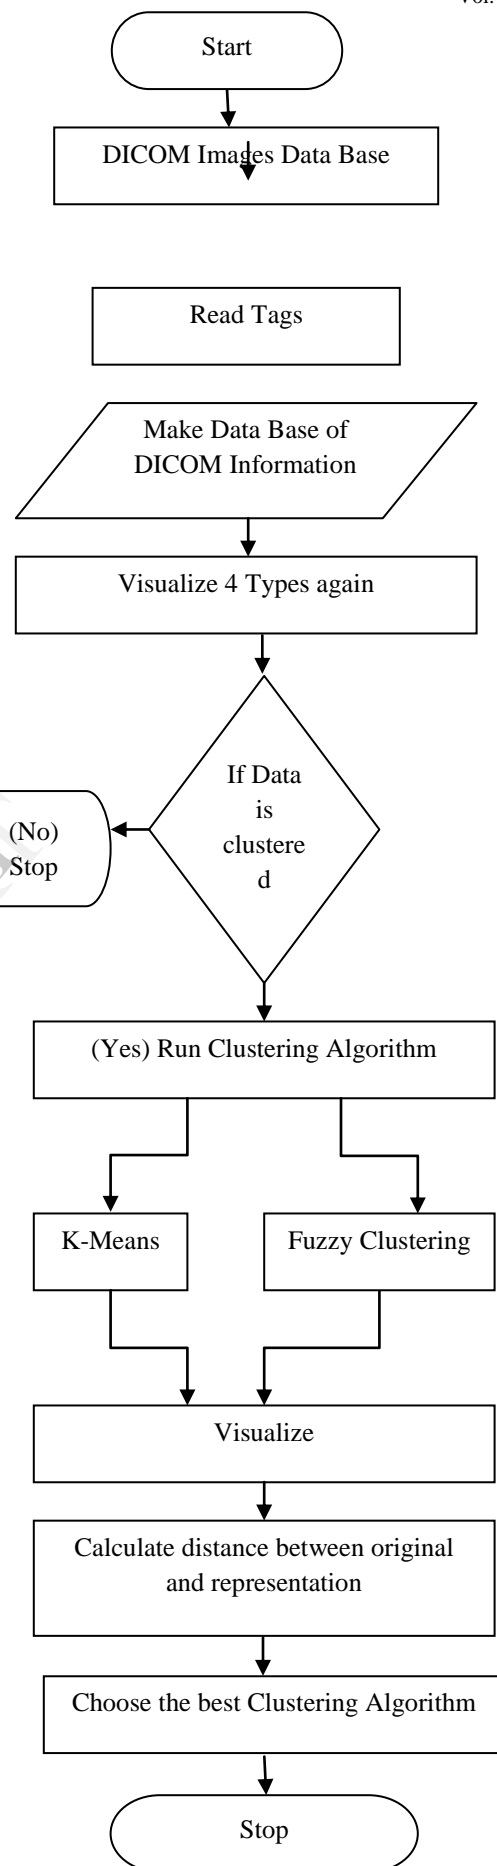 Vol.
Start
DICOM Images Data Base
Read Tags
Make Data Base of
DICOM Information
Visualize 4 Types again
If Data
is
clustere
d
(No)
Stop
(Yes) Run Clustering Algorithm
K-Means
Fuzzy Clustering
Visualize
Calculate distance between original
and representation
Choose the best Clustering Algorithm
Stop